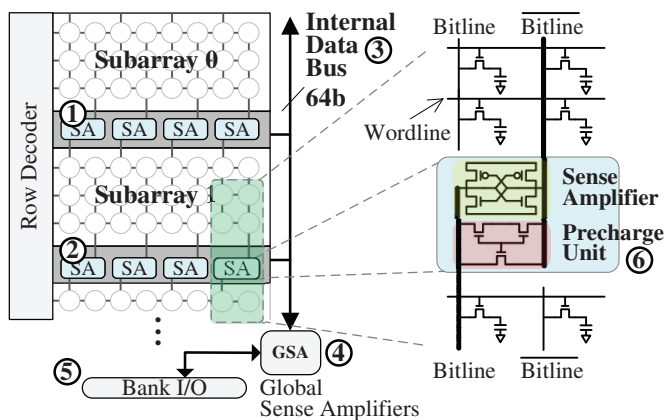 Row Decoder
Subarray 0
①
SA SA SA SA
Subarray 1
②
SA SA SA SA
Internal
Data
Bus
③
64b
GSA
④
⑤
Bank I/O
Global
Sense Amplifiers
Bitline Bitline
Wordline
Sense
Amplifier
Precharge
Unit
⑥
Bitline Bitline